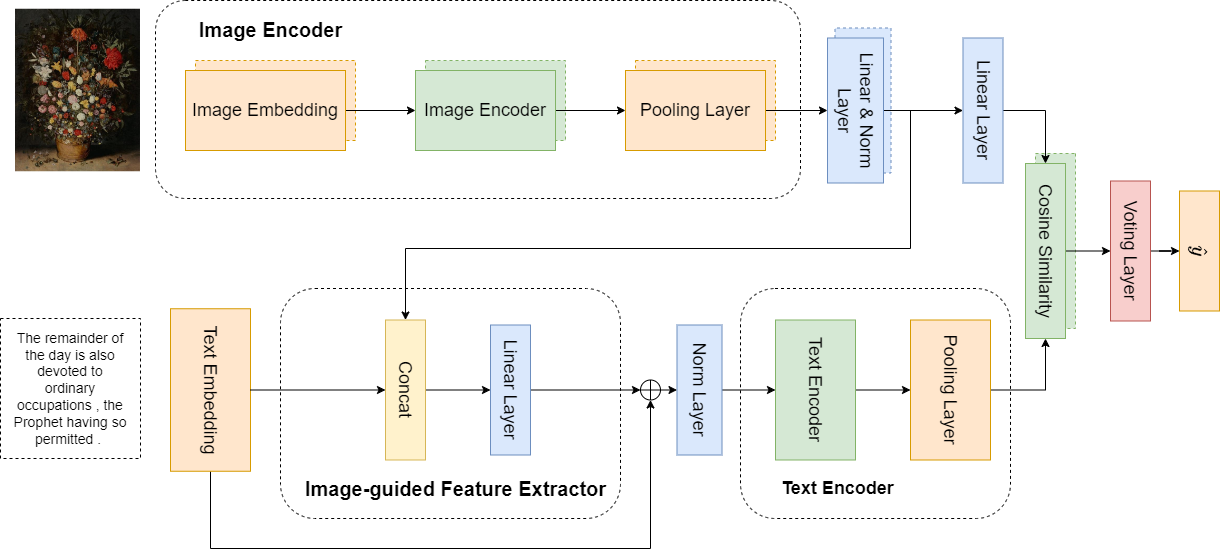 Image Encoder
Image Embedding
Image Encoder
Pooling Layer
Linear & Norm
Layer
Linear Layer
Cosine Similarity
Voting Layer
ŷ
The remainder of
the day is also
devoted to
ordinary
occupations , the
Prophet having so
permitted .
Text Embedding
Concat
Linear Layer
Image-guided Feature Extractor
Norm Layer
Text Encoder
Pooling Layer
Text Encoder